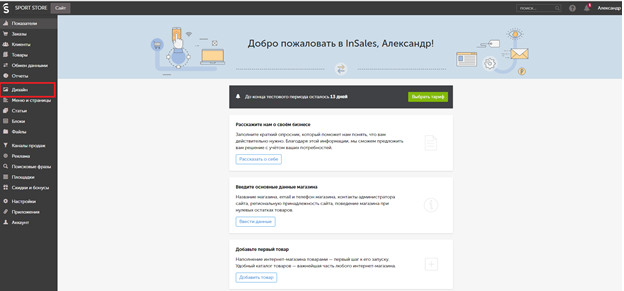 SPORT STORE
Сайт
поиск...
Александр
Показатели
Заказы
Клиенты
Товары
Обмен данными
Отчеты
Дизайн
Меню и страницы
Статьи
Блоки
Файлы
Каналы продаж
Реклама
Поисковые фразы
Площадки
Скидки и бонусы
Настройки
Приложения
Аккаунт
Добро пожаловать в InSales, Александр!
До конца тестового периода осталось 13 дней
Выбрать тариф
Расскажите нам о своём бизнесе
Заполните краткий опросник, который поможет нам понять, что вам
действительно нужно. Благодаря этой информации, мы сможем предложить
вам решения с учётом ваших потребностей.
Рассказать о себе
Введите основные данные магазина
Название магазина, email и телефон магазина, контакты администратора
сайта, региональную принадлежность сайта, поведение магазина при
нулевых остатках товаров.
Ввести данные
Добавьте первый товар
Наполнение интернет-магазина товарами — первый шаг к его запуску.
Удобный каталог товаров — важнейшая часть любого интернет-магазина.
Добавить товар